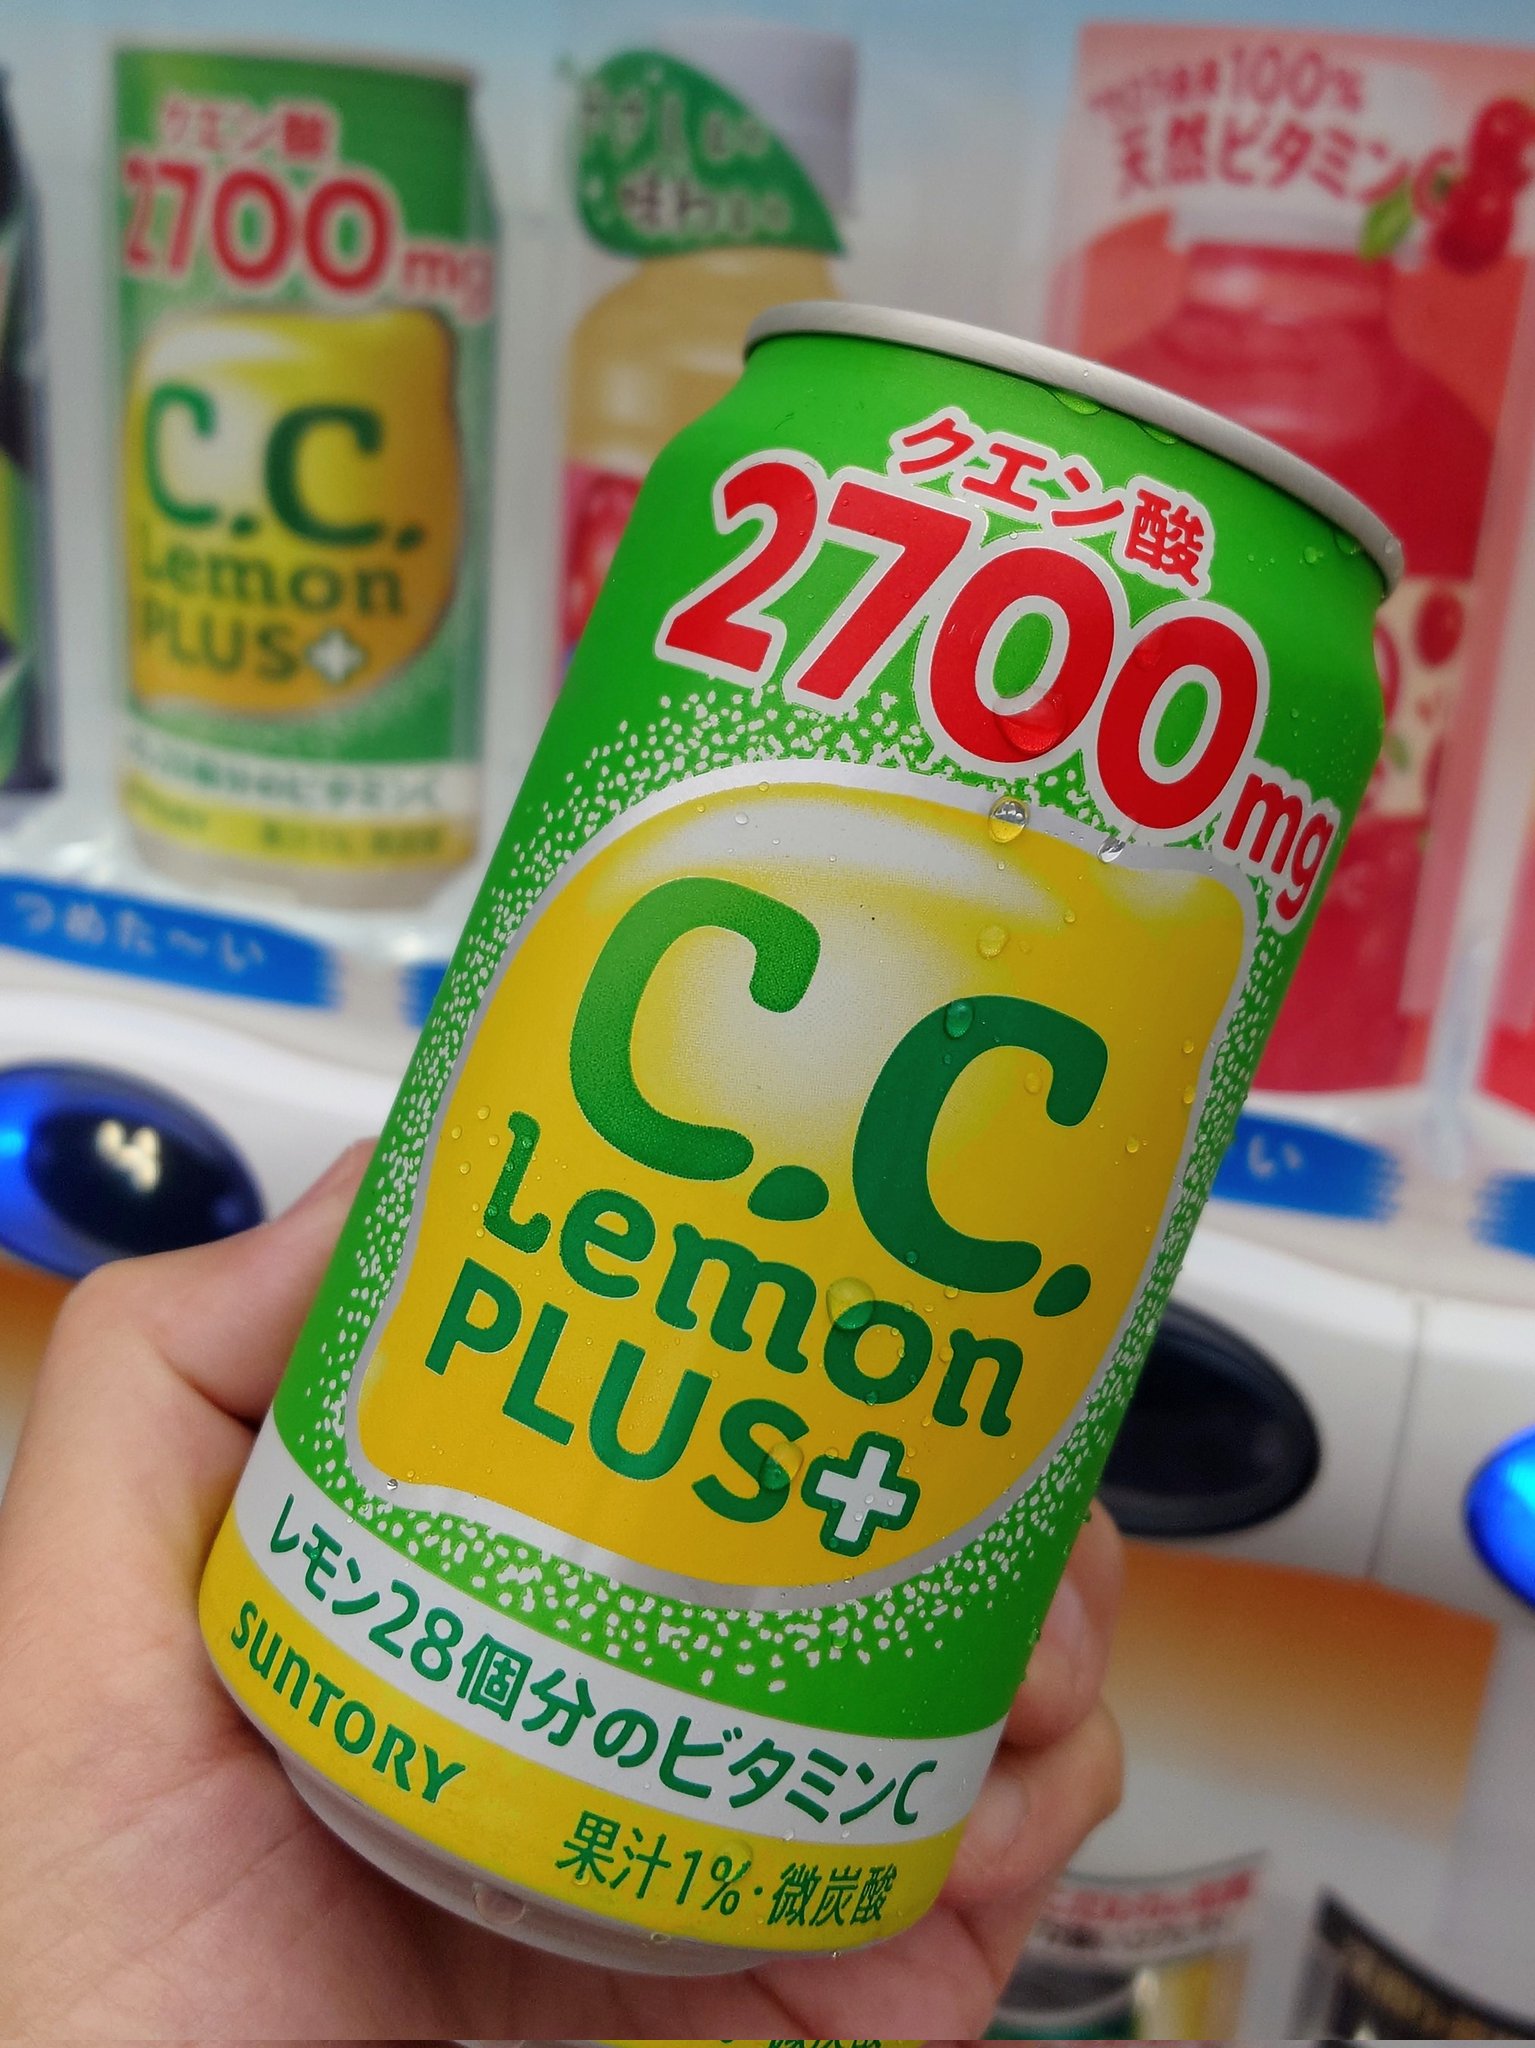 クエン酸
2700mg
C.C.
Lemon
PLUS+
つめた〜い
100%
天然ビタミンC
クエン酸
2700mg
C.C.
Lemon
PLUS+
レモン28個分のビタミンC
SUNTORY
果汁1%・微炭酸
い